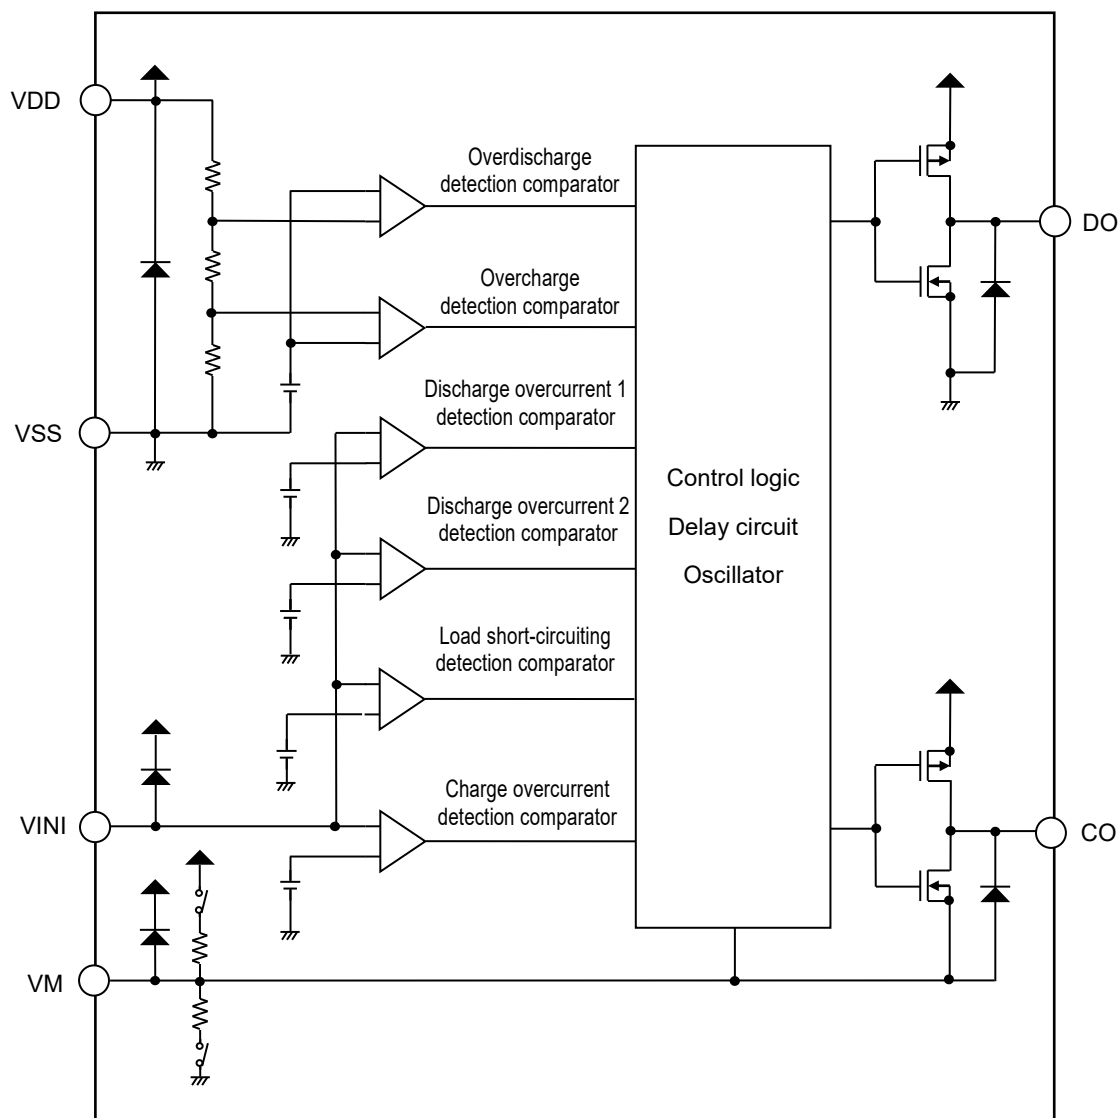 VDD
Overdischarge
detection comparator
DO
Overcharge
detection comparator
Discharge overcurrent 1
detection comparator
VSS
Control logic
Discharge overcurrent 2
detection comparator
Delay circuit
Oscillator
Load short-circuiting
detection comparator
Charge overcurrent
detection comparator
VINI
CO
VM